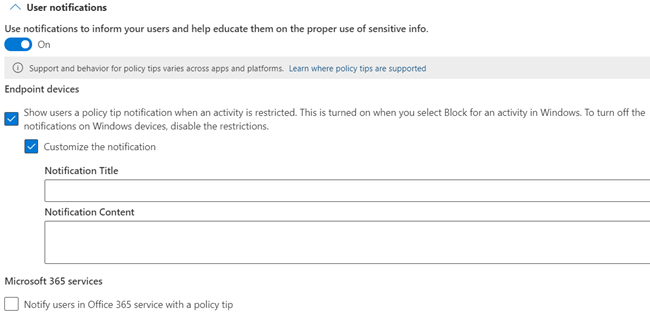 User notifications
Use notifications to inform your users and help educate them on the proper use of sensitive info.
On
Support and behavior for policy tips varies across apps and platforms. Learn where policy tips are supported
Endpoint devices
Show users a policy tip notification when an activity is restricted. This is turned on when you select Block for an activity in Windows. To turn off the
notifications on Windows devices, disable the restrictions.
Customize the notification
Notification Title
Notification Content
Microsoft 365 services
Notify users in Office 365 service with a policy tip